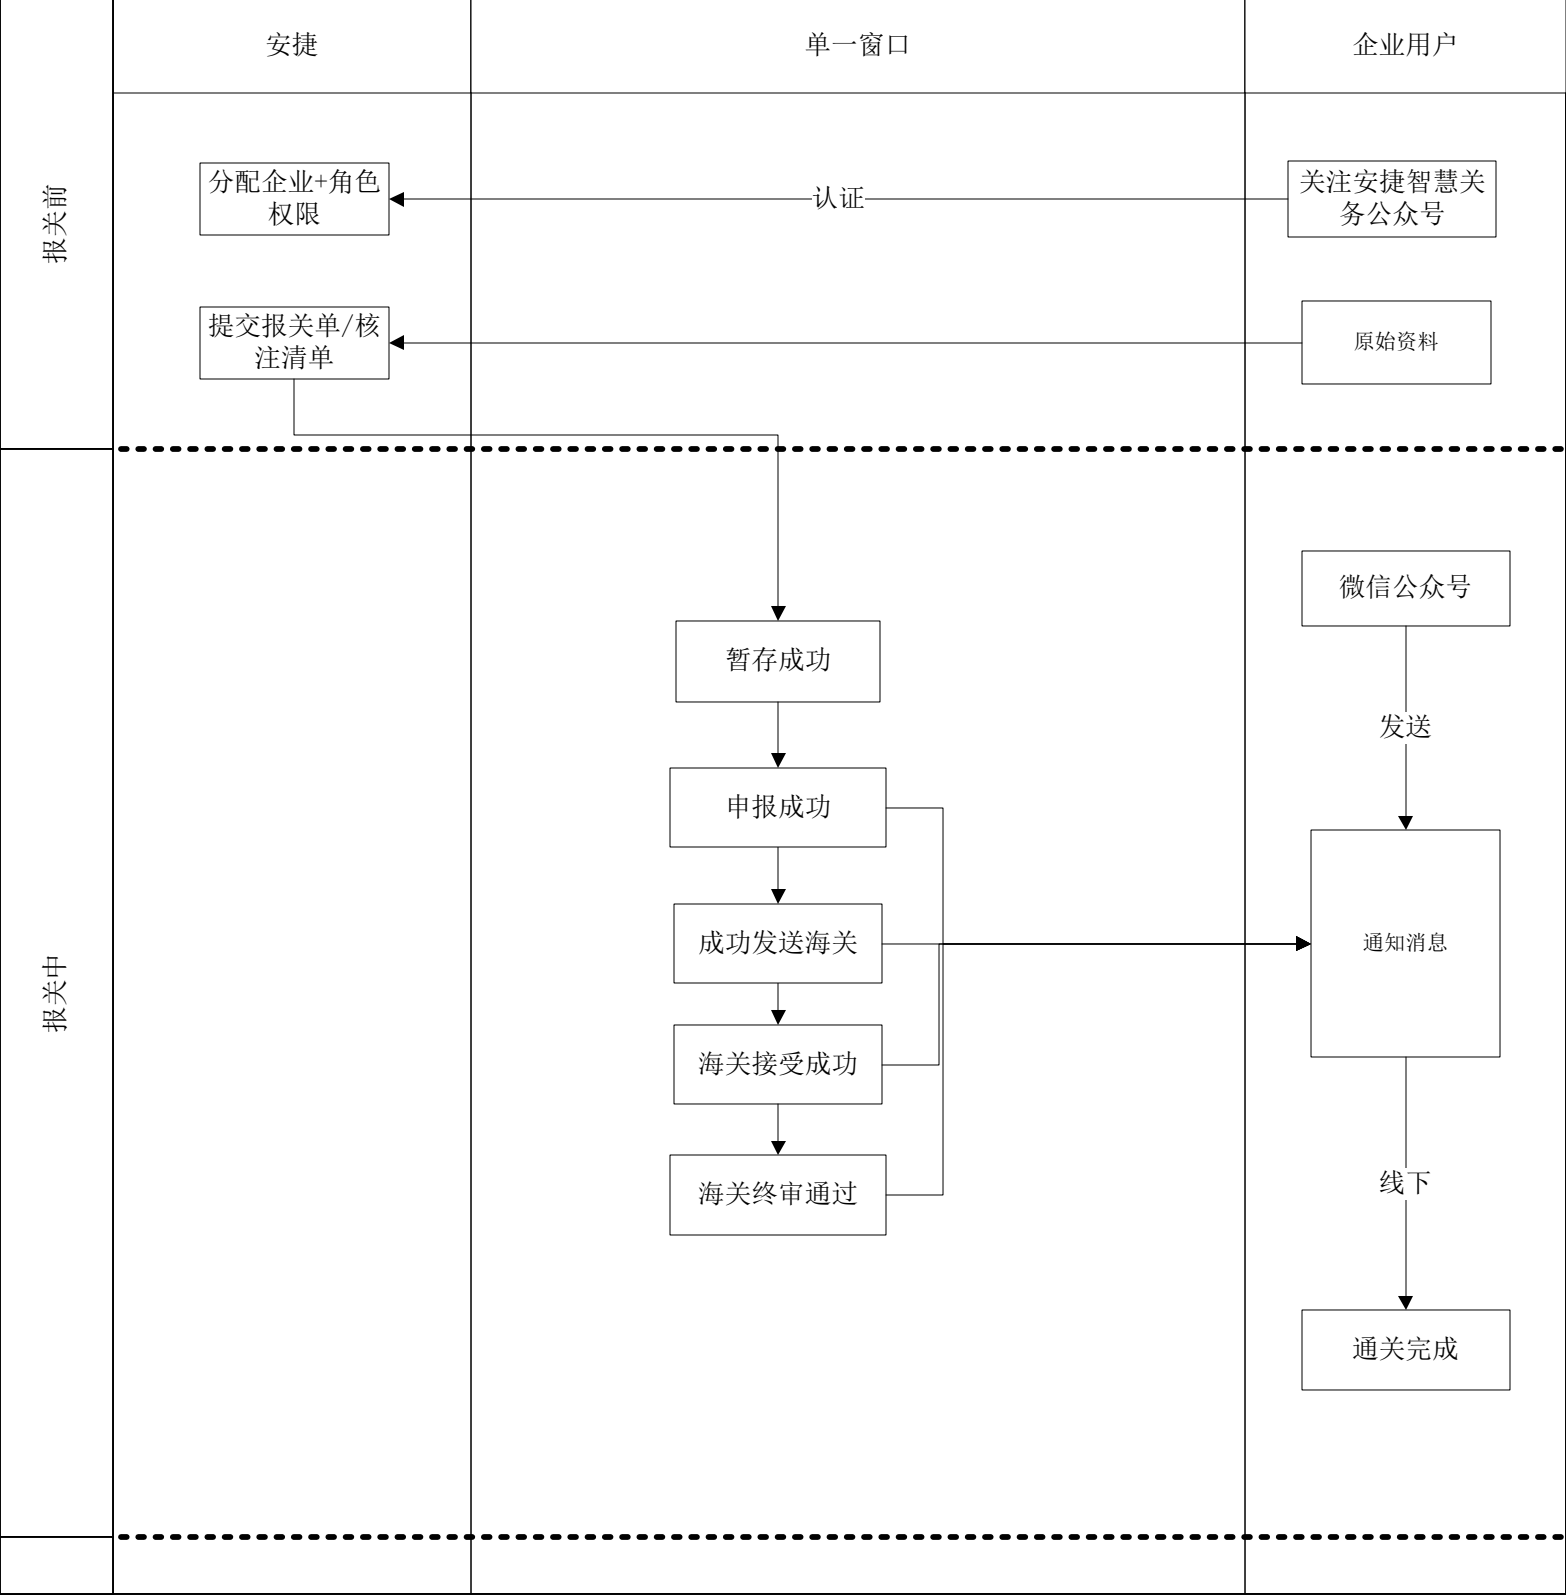 安捷
单一窗口
企业用户
报关前
分配企业+角色
权限
认证
关注安捷智慧关
务公众号
提交报关单/核
注清单
原始资料
报关中
微信公众号
暂存成功
发送
申报成功
成功发送海关
通知消息
海关接受成功
海关终审通过
线下
通关完成